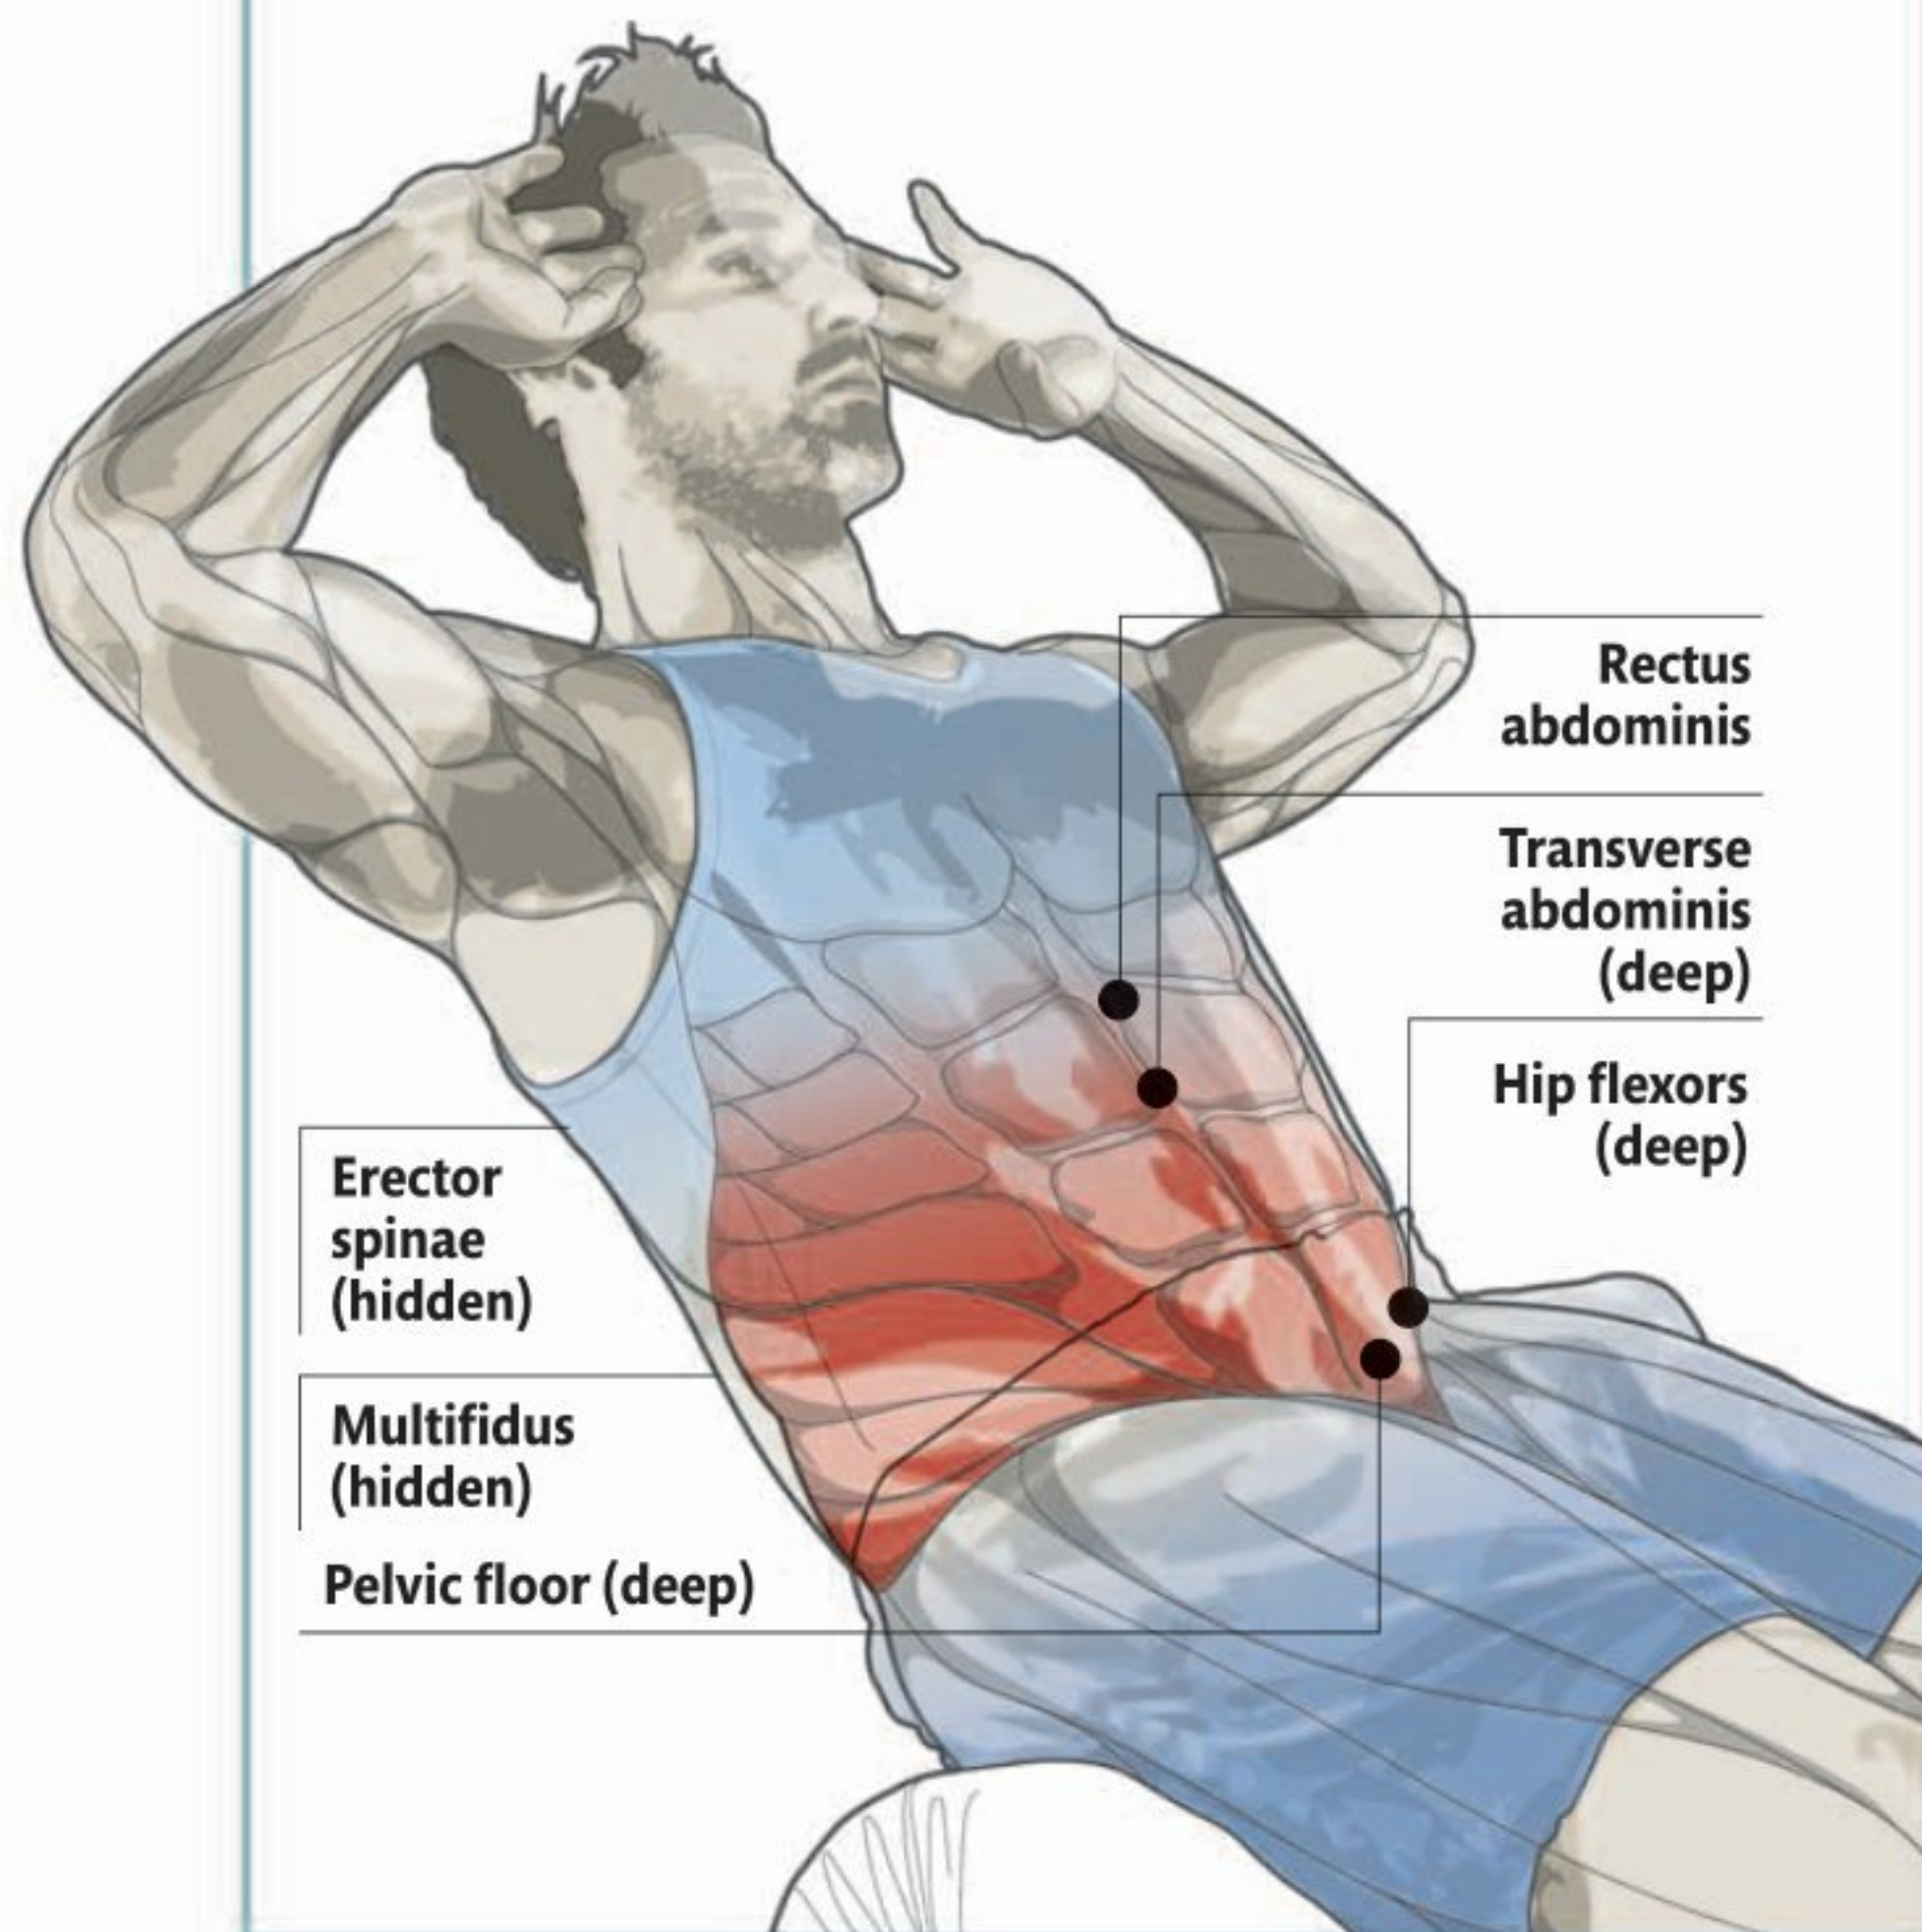 Rectus
abdominis
Transverse
abdominis
(deep)
Hip flexors
(deep)
Erector
spinae
(hidden)
Multifidus
(hidden)
Pelvic floor (deep)